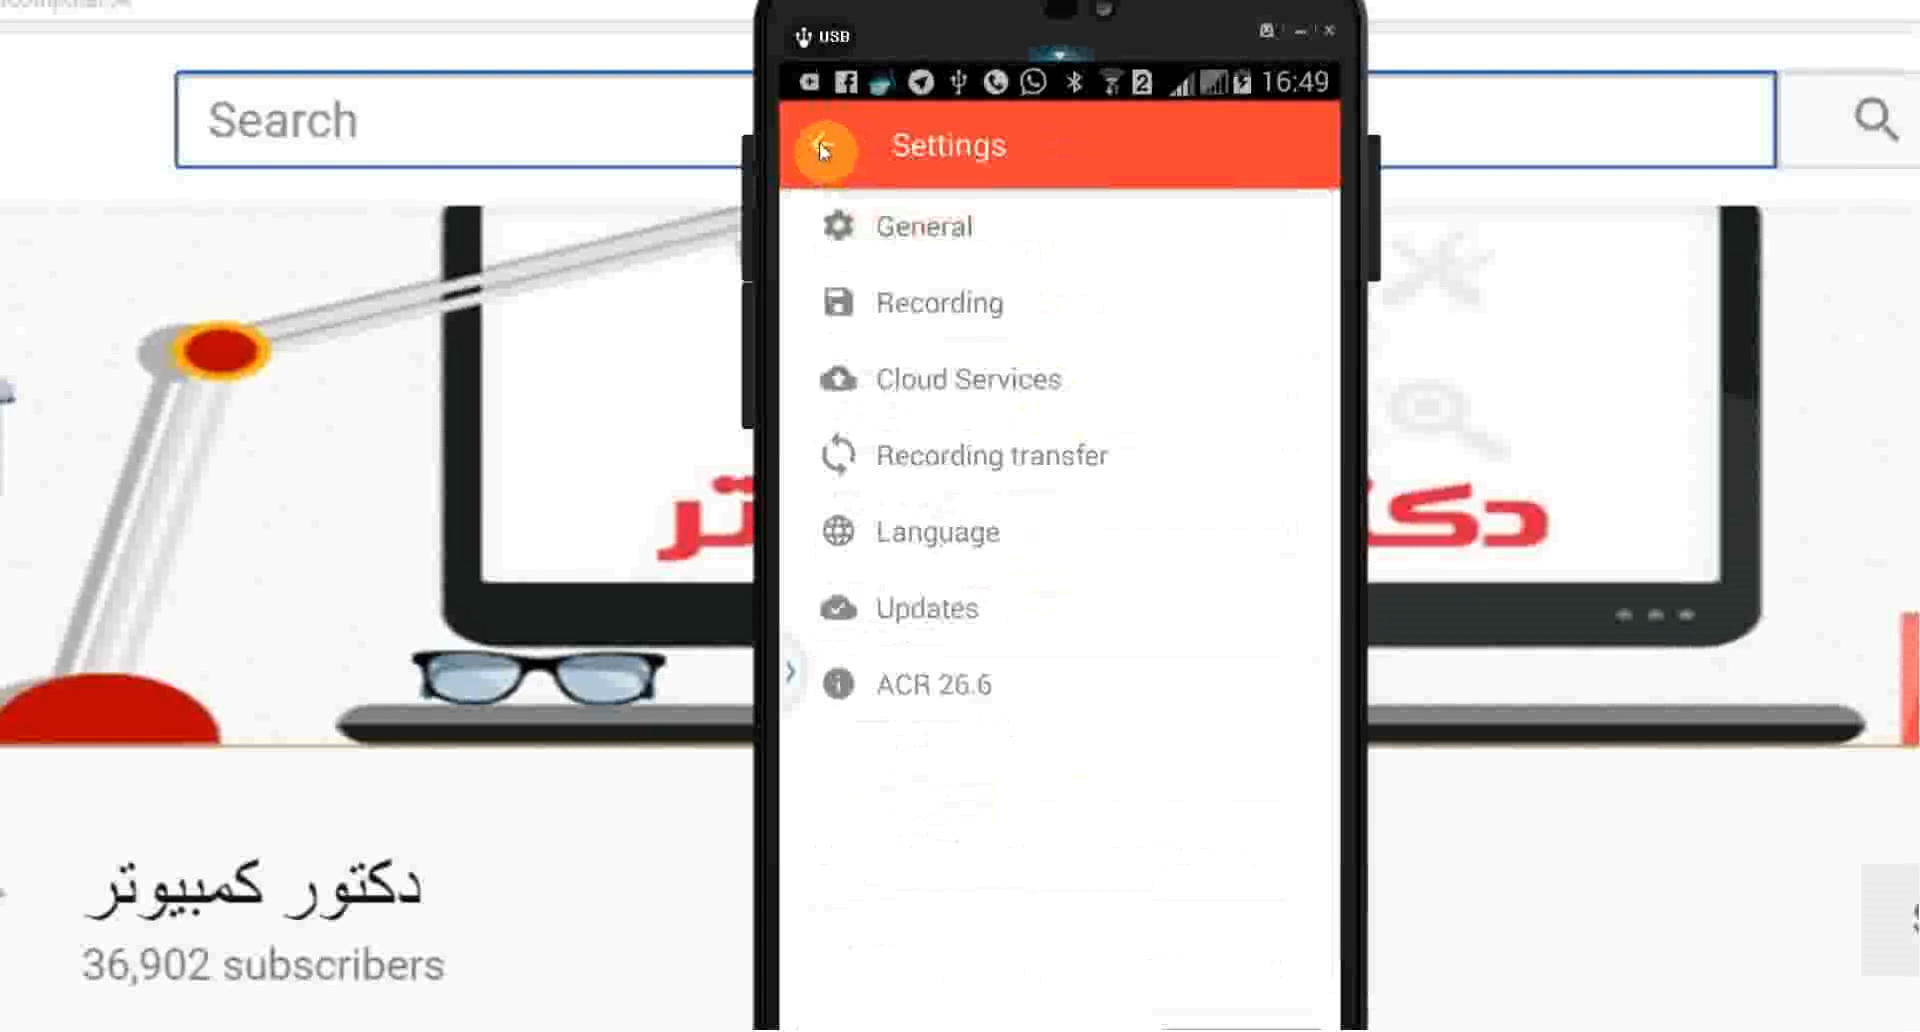 Search
USB
16:49
Settings
General
Recording
Cloud Services
Recording transfer
Language
Updates
ACR 26.6
دكتور كمبيوتر
36,902 subscribers